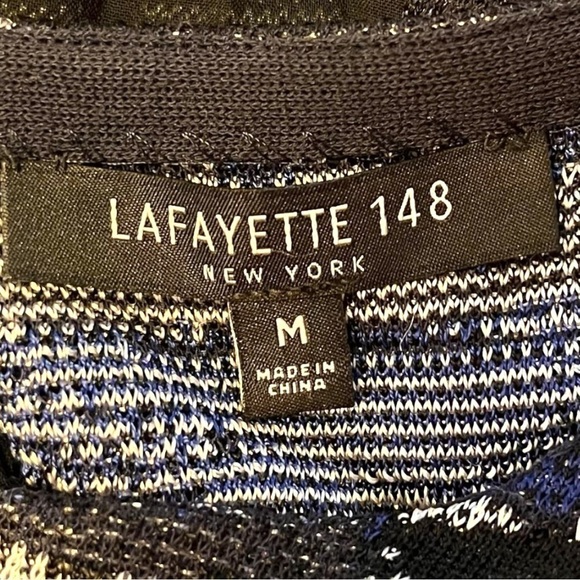 LAFAYETTE 148
NEW YORK
M
MADE IN
CHINA